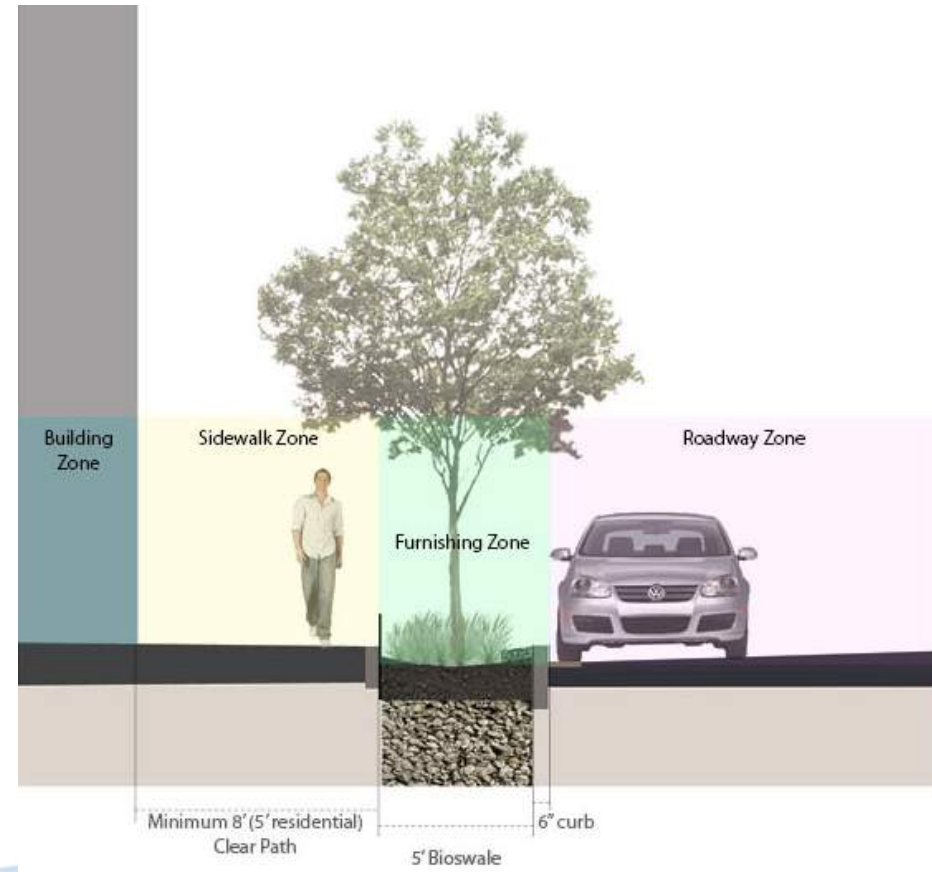 Building
Zone
Sidewalk Zone
Furnishing Zone
Roadway Zone
Minimum 8' (5' residential)
Clear Path
5' Bioswale
6" curb